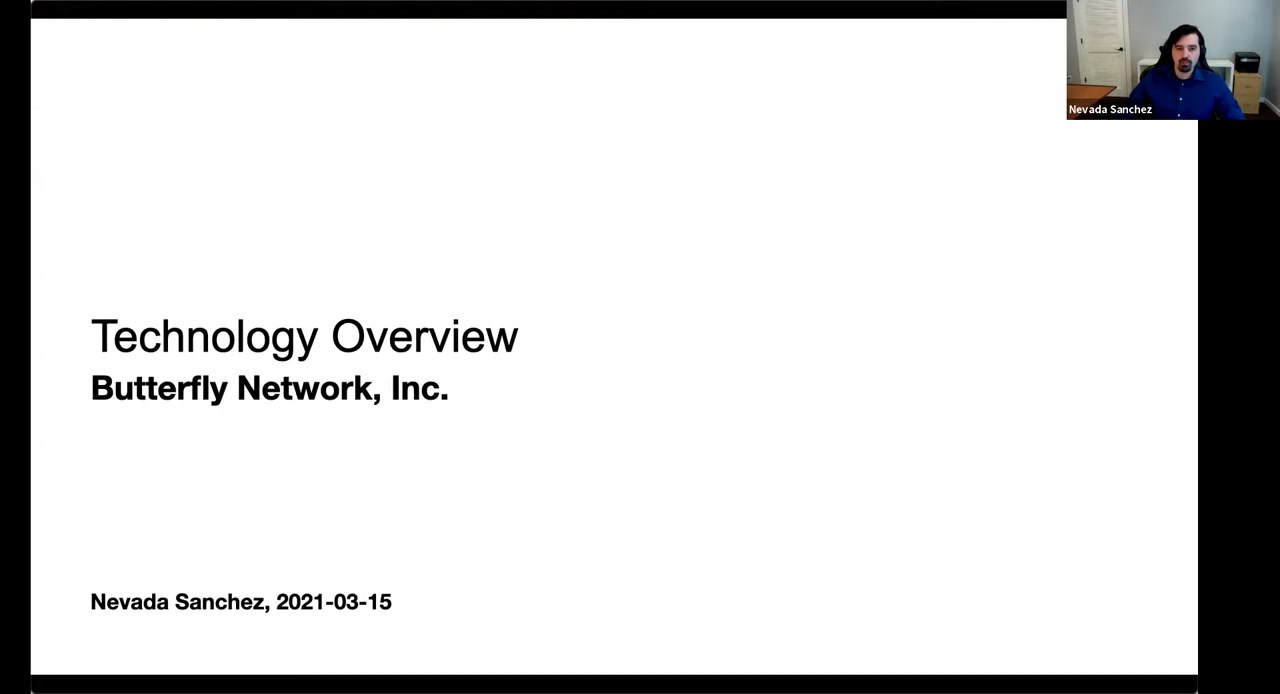 Nevada Sanchez
Technology Overview
Butterfly Network, Inc.
Nevada Sanchez, 2021-03-15